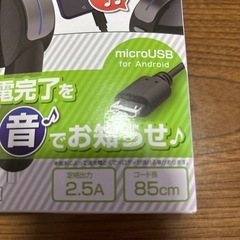 microUSB
for Android
電完了を
音でお知らせ♪
定格出力
2.5A
コード長
85cm